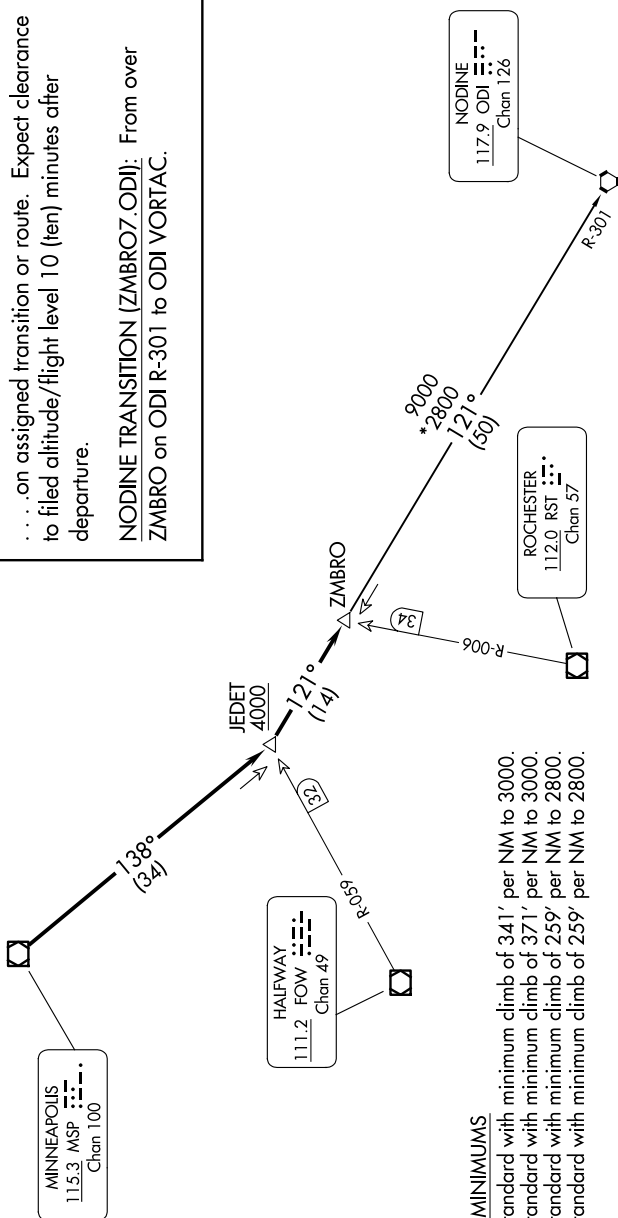 . . . .on assigned transition or route. Expect clearance
to filed altitude/flight level 10 (ten) minutes after
departure.
NODINE TRANSITION (ZMBRO7.ODI): From over
ZMBRO on ODI R-301 to ODI VORTAC.
MINNEAPOLIS
115.3 MSP
Chan 100
138°
(34)
JEDET
4000
121°
(14)
ZMBRO
HALFWAY
111.2 FOW
Chan 49
R-059
32
R-006
34
ROCHESTER
112.0 RST
Chan 57
9000
*2800
121°
(50)
R-301
NODINE
117.9 ODI
Chan 126
MINIMUMS
andard with minimum climb of 341' per NM to 3000.
andard with minimum climb of 371' per NM to 3000.
andard with minimum climb of 259' per NM to 2800.
andard with minimum climb of 259' per NM to 2800.